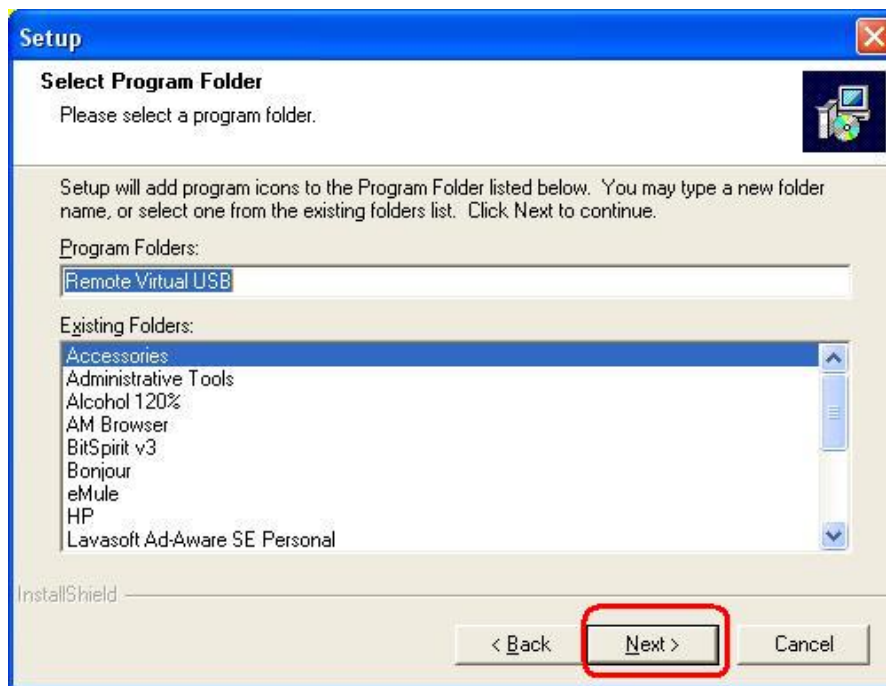 Setup
Select Program Folder
Please select a program folder.
Setup will add program icons to the Program Folder listed below.  You may type a new folder
name, or select one from the existing folders list.  Click Next to continue.
Program Folders:
Remote Virtual USB
Existing Folders:
Accessories
Administrative Tools
Alcohol 120%
AM Browser
BitSpirit v3
Bonjour
eMule
HP
Lavasoft Ad-Aware SE Personal
InstallShield
< Back Next > Cancel